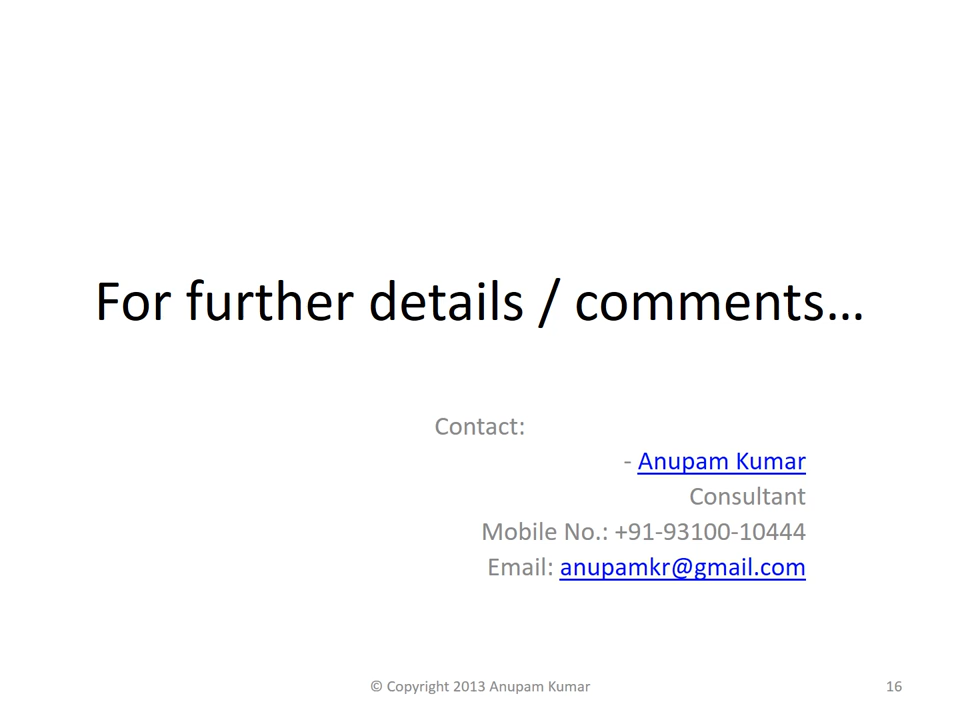 For further details / comments…
Contact:
- Anupam Kumar
Consultant
Mobile No.: +91-93100-10444
Email: anupamkr@gmail.com
© Copyright 2013 Anupam Kumar
16